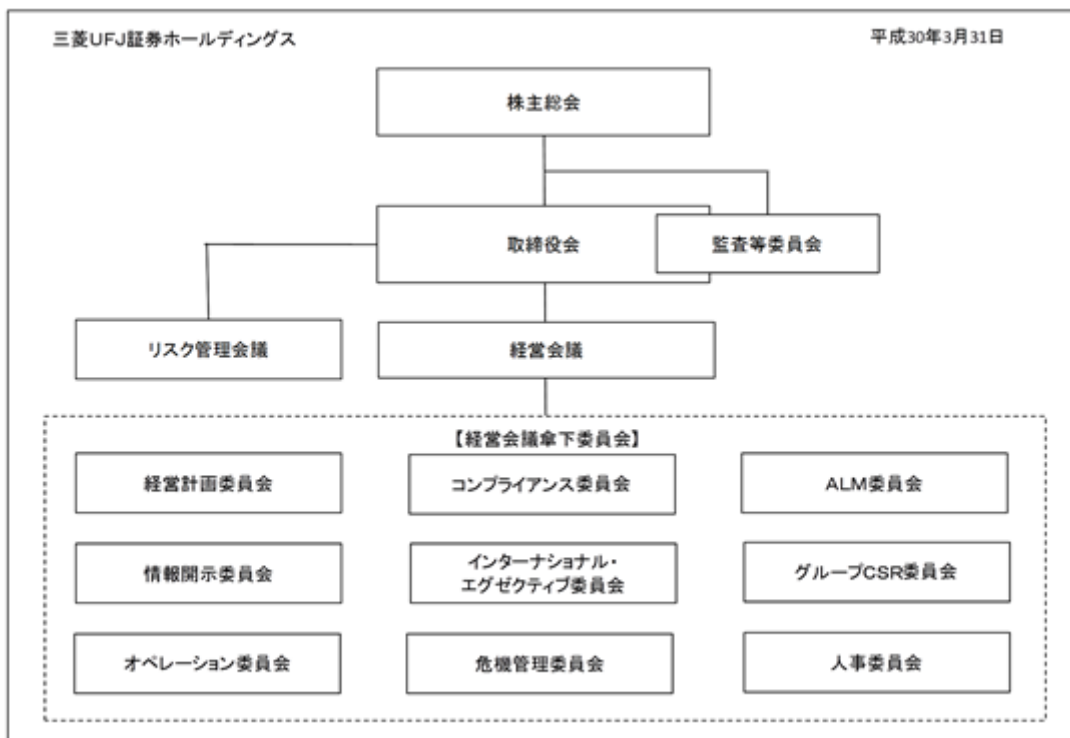 三菱UFJ証券ホールディングス
平成30年3月31日
株主総会
取締役会
監査等委員会
リスク管理会議
経営会議
【経営会議傘下委員会】
経営計画委員会
コンプライアンス委員会
ALM委員会
情報開示委員会
インターナショナル・
エグゼクティブ委員会
グループCSR委員会
オペレーション委員会
危機管理委員会
人事委員会